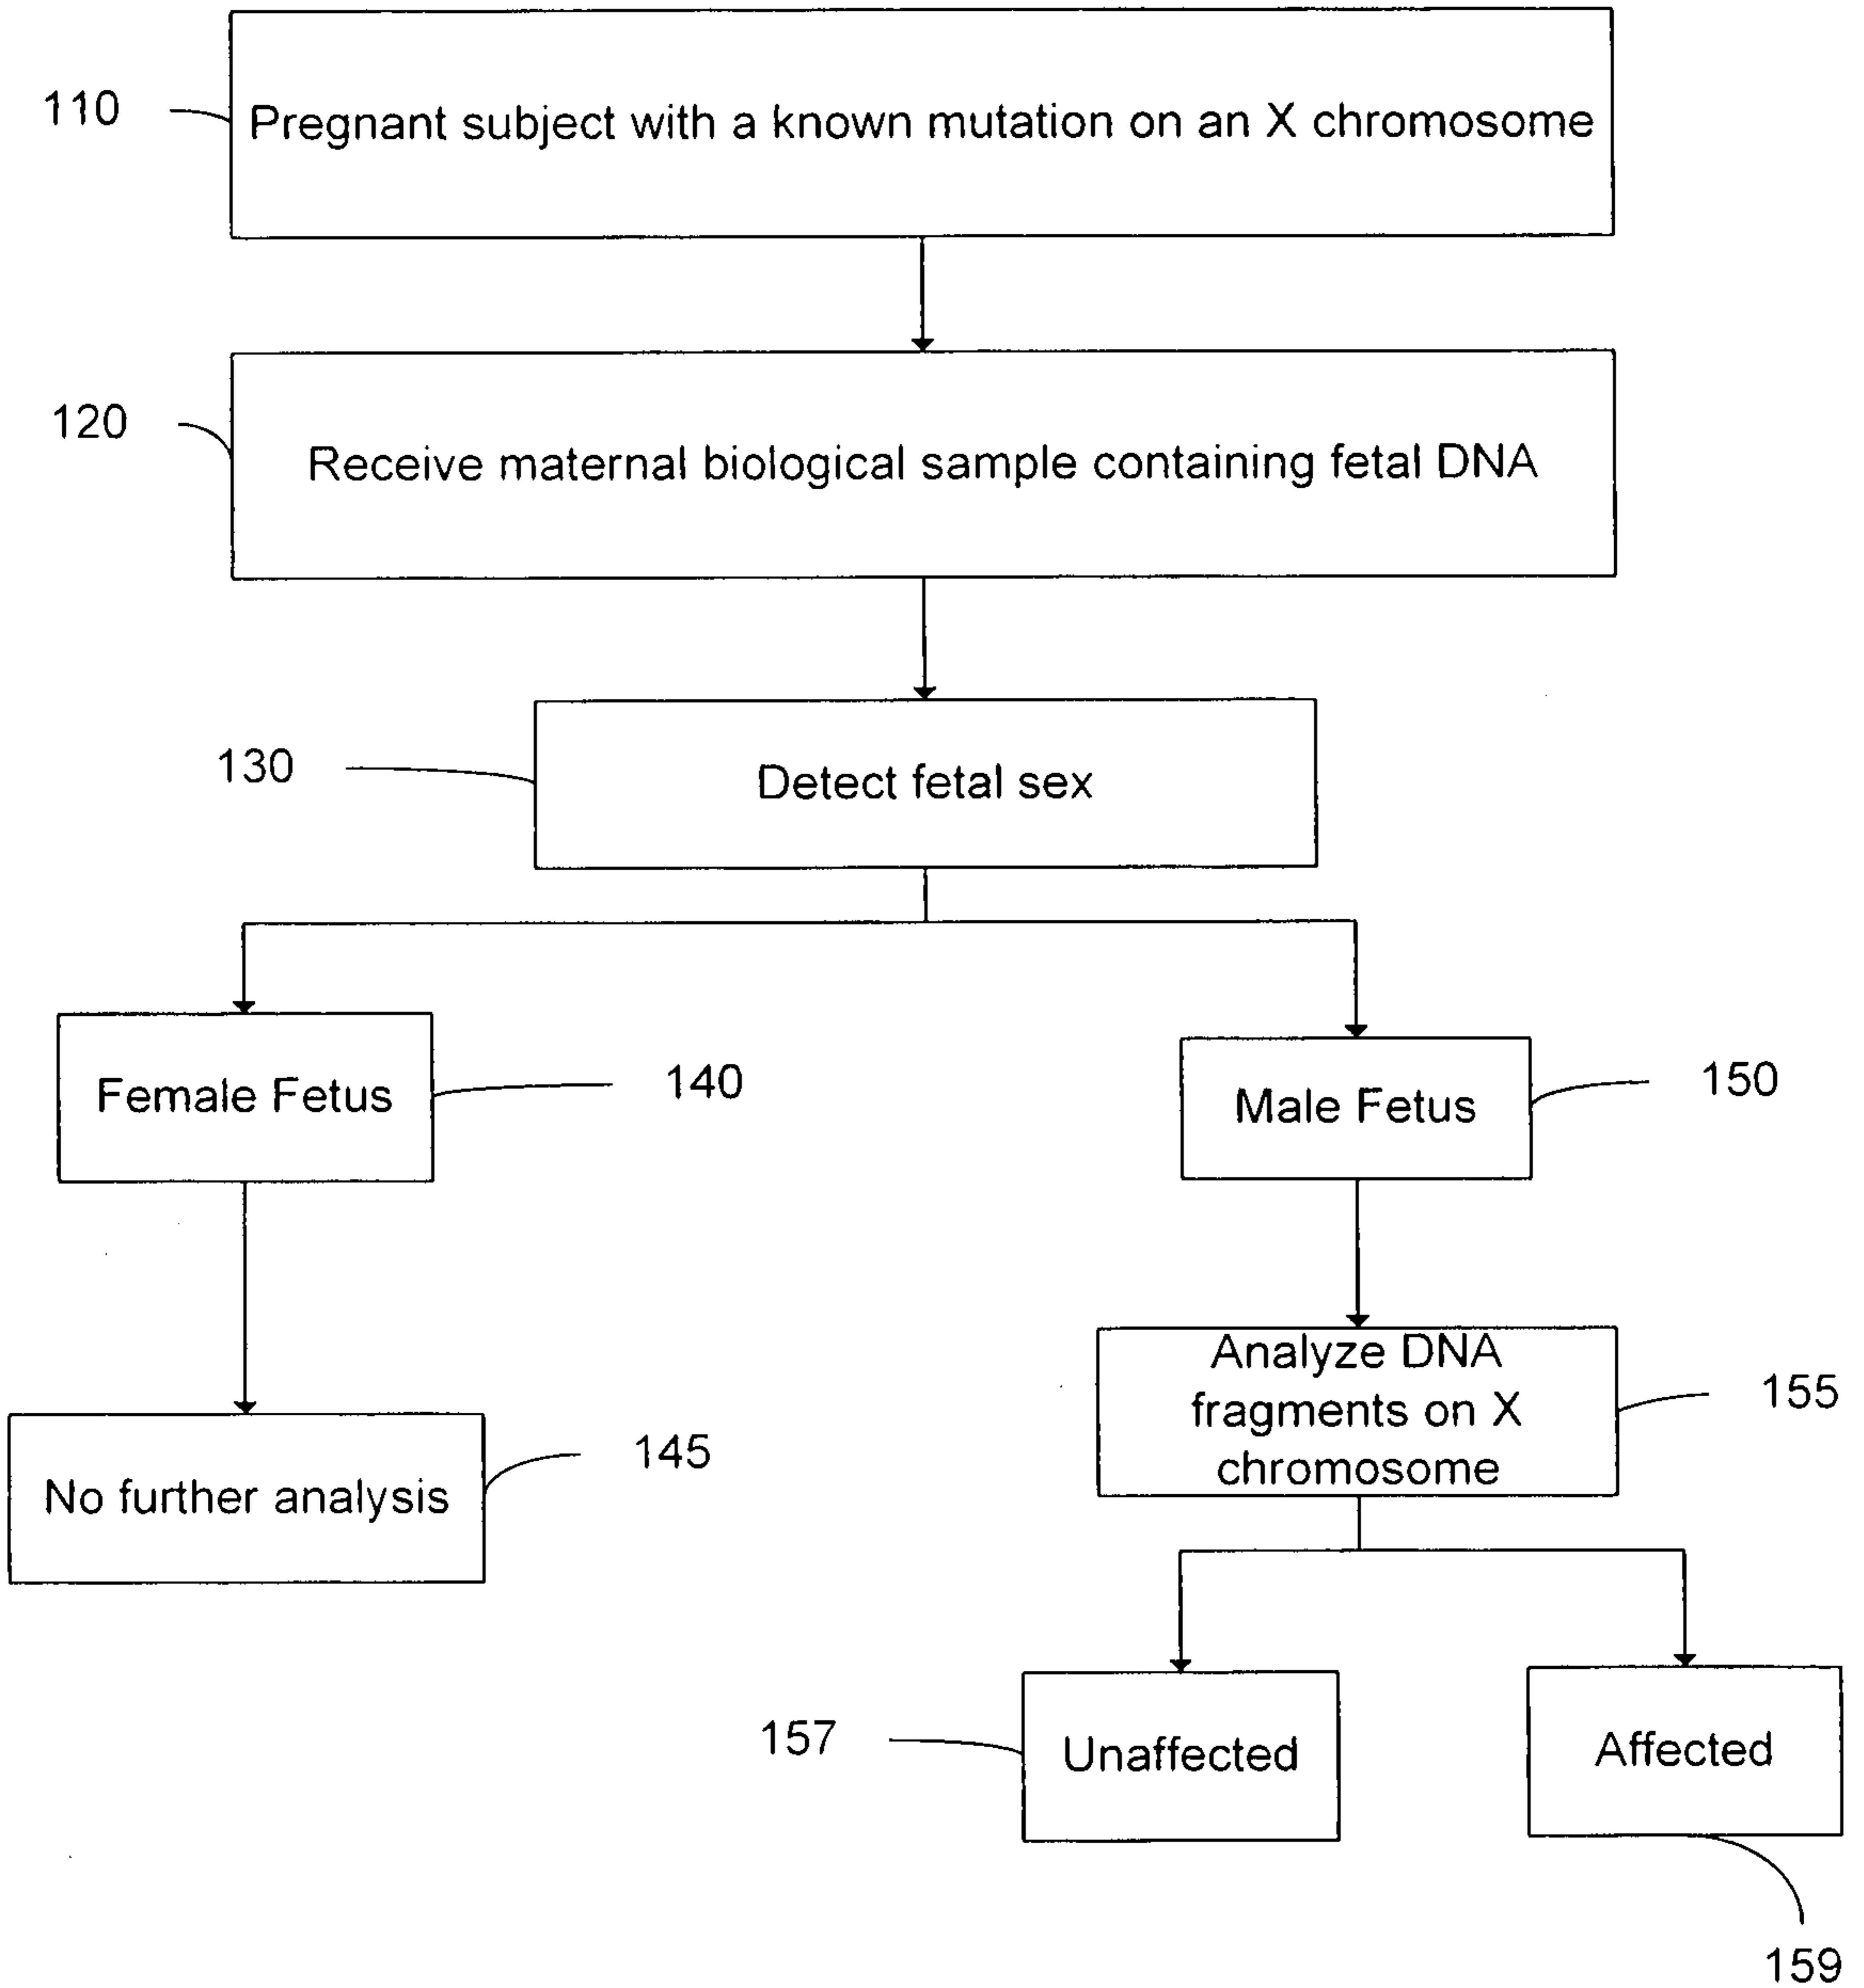 110
Pregnant subject with a known mutation on an X chromosome
120
Receive maternal biological sample containing fetal DNA
130
Detect fetal sex
Female Fetus
140
Male Fetus
150
Analyze DNA
fragments on X
chromosome
155
No further analysis
145
157
Unaffected
Affected
159